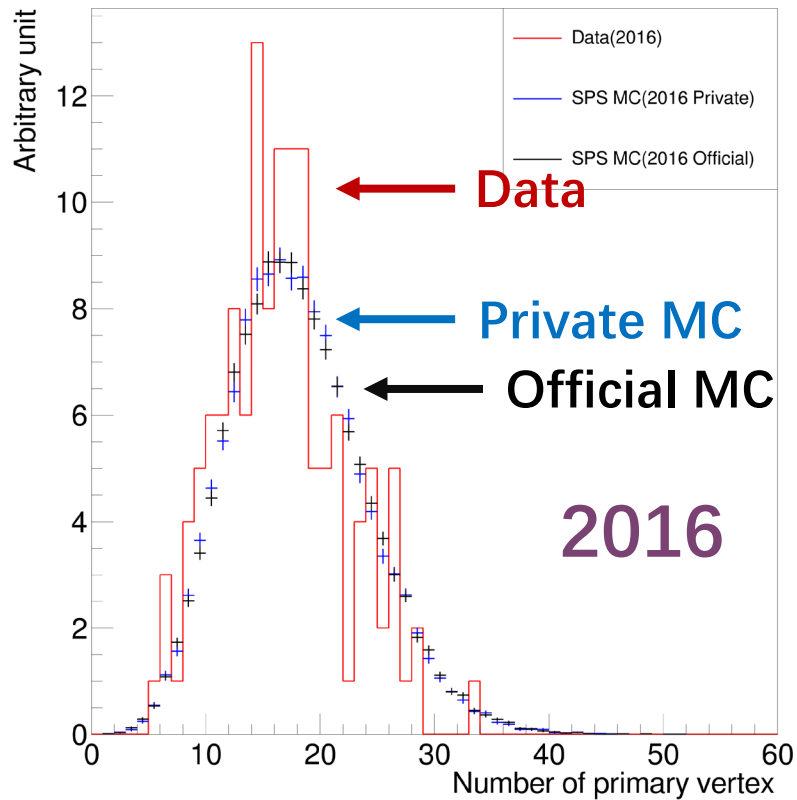 Arbitrary unit
Data(2016)
SPS MC(2016 Private)
SPS MC(2016 Official)
Data
Private MC
Official MC
2016
12
10
8
6
4
2
0
0 10 20 30 40 50 60
Number of primary vertex